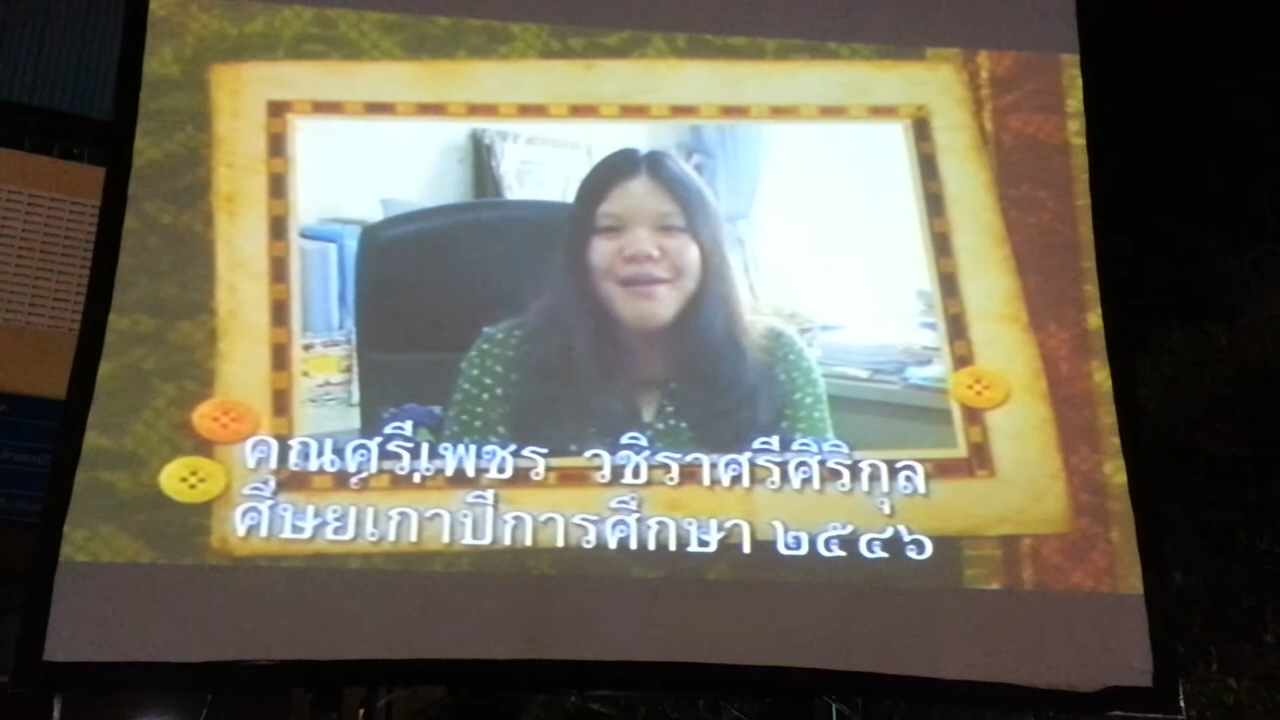 คุณศรีเพชร วชิราศรีศิริกุล
ศิษย์เก่าปีการศึกษา ๒๕๔๖